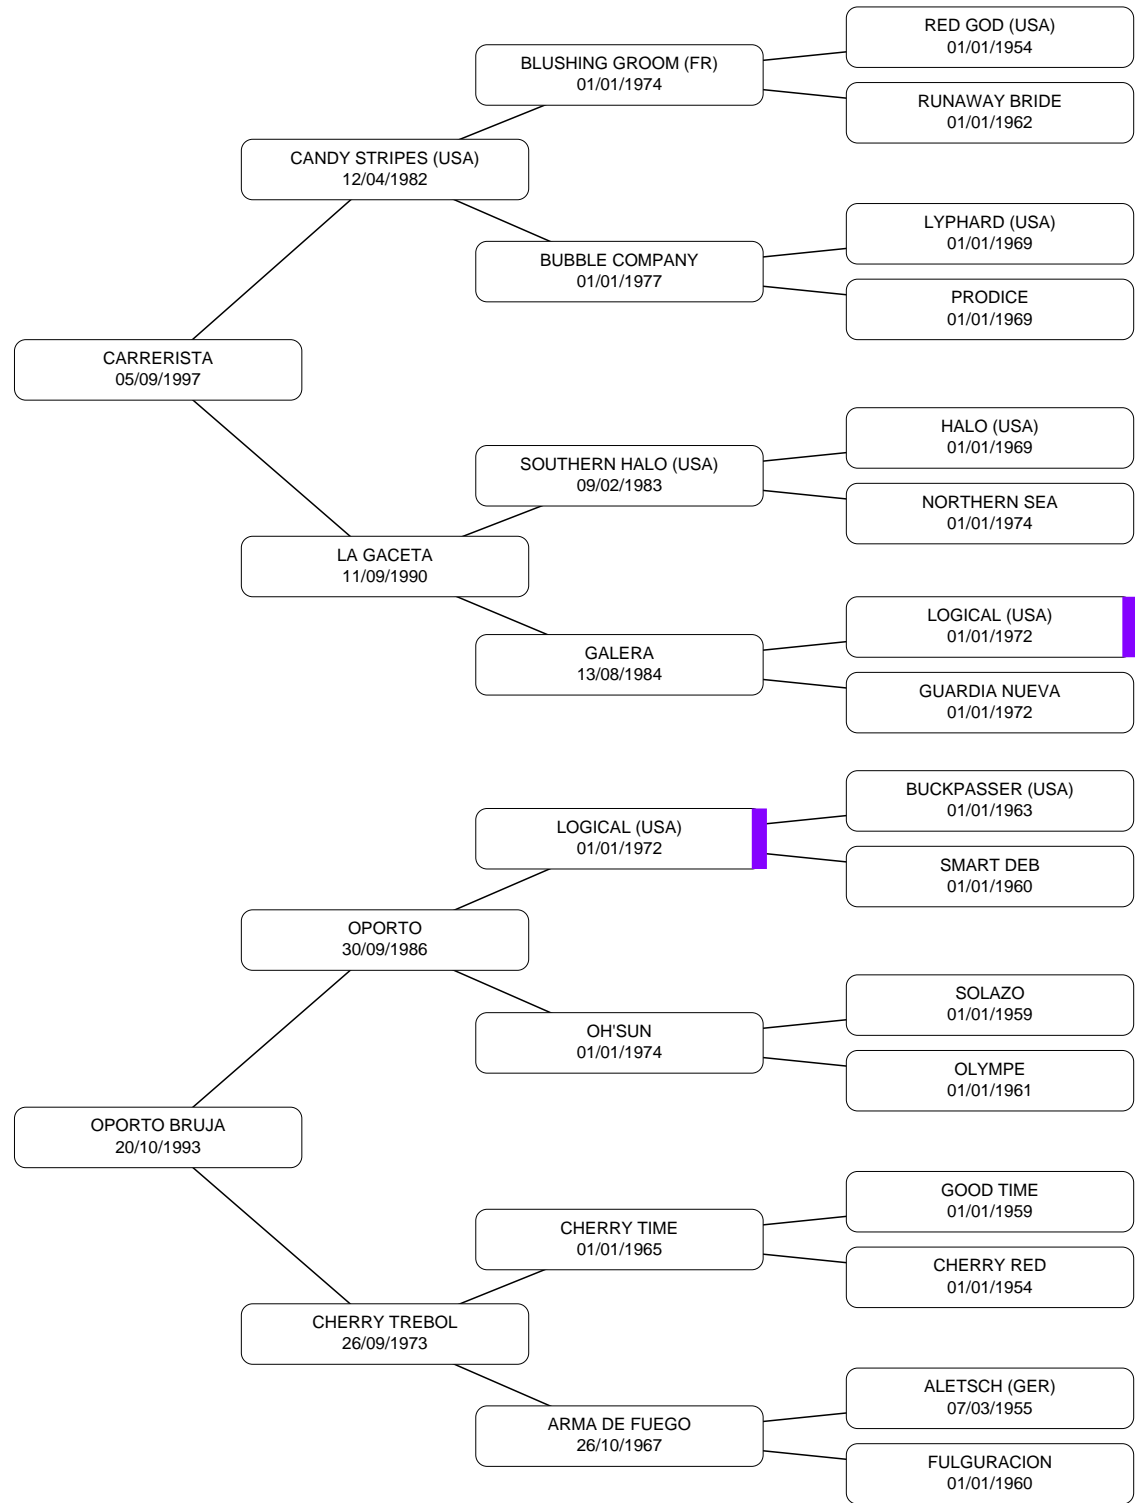 RED GOD (USA)
01/01/1954
BLUSHING GROOM (FR)
01/01/1974
RUNAWAY BRIDE
01/01/1962
CANDY STRIPES (USA)
12/04/1982
LYPHARD (USA)
01/01/1969
BUBBLE COMPANY
01/01/1977
PRODICE
01/01/1969
CARRERISTA
05/09/1997
HALO (USA)
01/01/1969
SOUTHERN HALO (USA)
09/02/1983
NORTHERN SEA
01/01/1974
LA GACETA
11/09/1990
LOGICAL (USA)
01/01/1972
GALERA
13/08/1984
GUARDIA NUEVA
01/01/1972
BUCKPASSER (USA)
01/01/1963
LOGICAL (USA)
01/01/1972
SMART DEB
01/01/1960
OPORTO
30/09/1986
SOLAZO
01/01/1959
OH'SUN
01/01/1974
OLYMPE
01/01/1961
OPORTO BRUJA
20/10/1993
GOOD TIME
01/01/1959
CHERRY TIME
01/01/1965
CHERRY RED
01/01/1954
CHERRY TREBOL
26/09/1973
ALETSCH (GER)
07/03/1955
ARMA DE FUEGO
26/10/1967
FULGURACION
01/01/1960